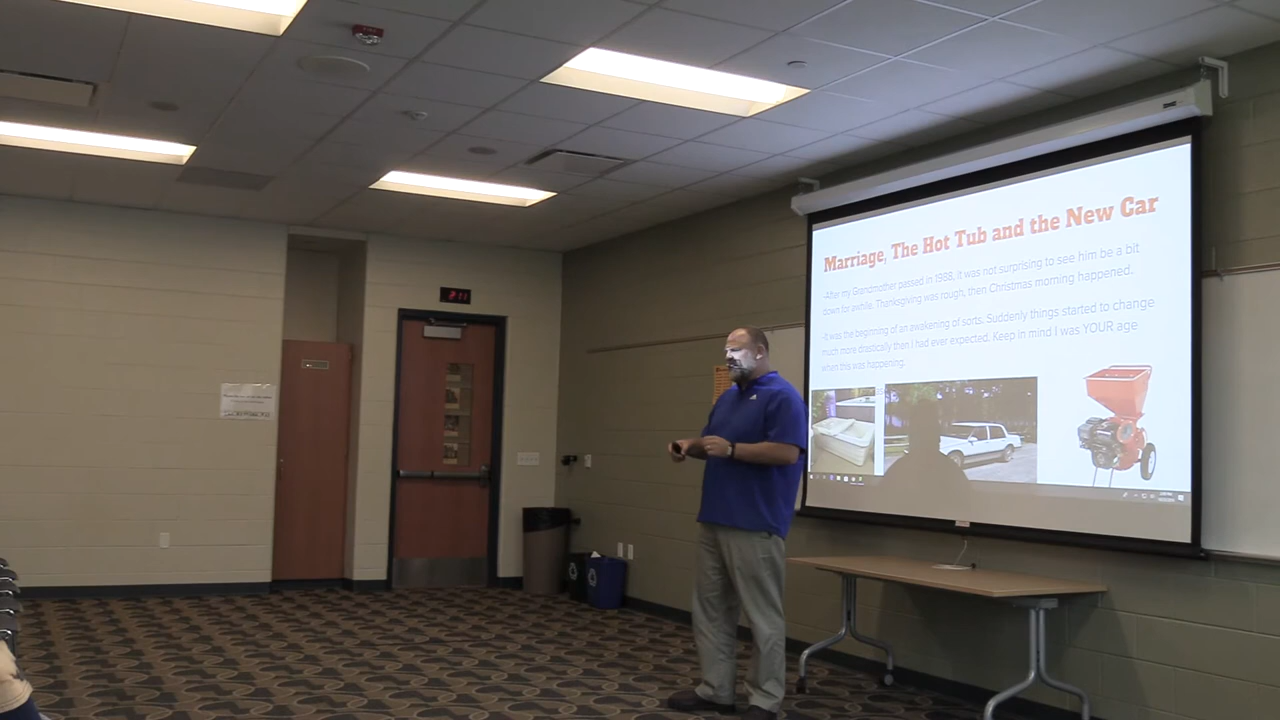 Marriage, The Hot Tub and the New Car
-After my Grandmother passed in 1988, it was not surprising to see him be a bit
down for awhile. Thanksgiving was rough, then Christmas morning happened.
-It was the beginning of an awakening of sorts. Suddenly things started to change
much more drastically then I had ever expected. Keep in mind I was YOUR age
when this was happening.